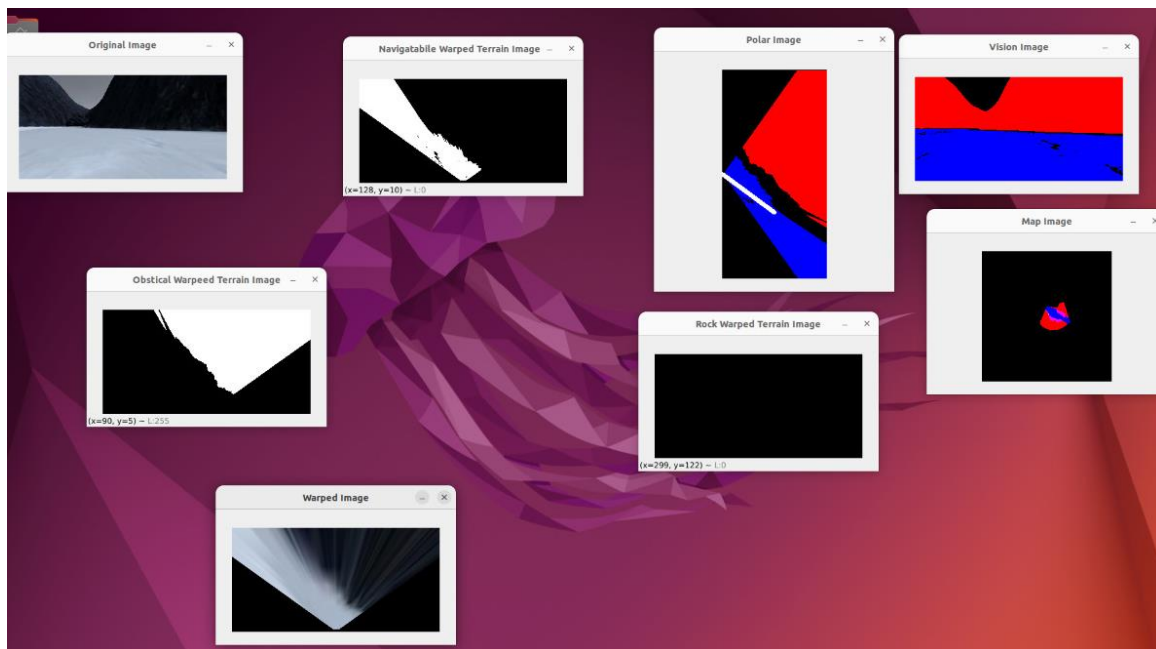 Original Image
Navigatabile Warped Terrain Image
(x=128, y=10) ~ L:0
Polar Image
Vision Image
Map Image
Obstical Warpeed Terrain Image
(x=90, y=5) ~ L:255
Rock Warped Terrain Image
(x=299, y=122) ~ L:0
Warped Image